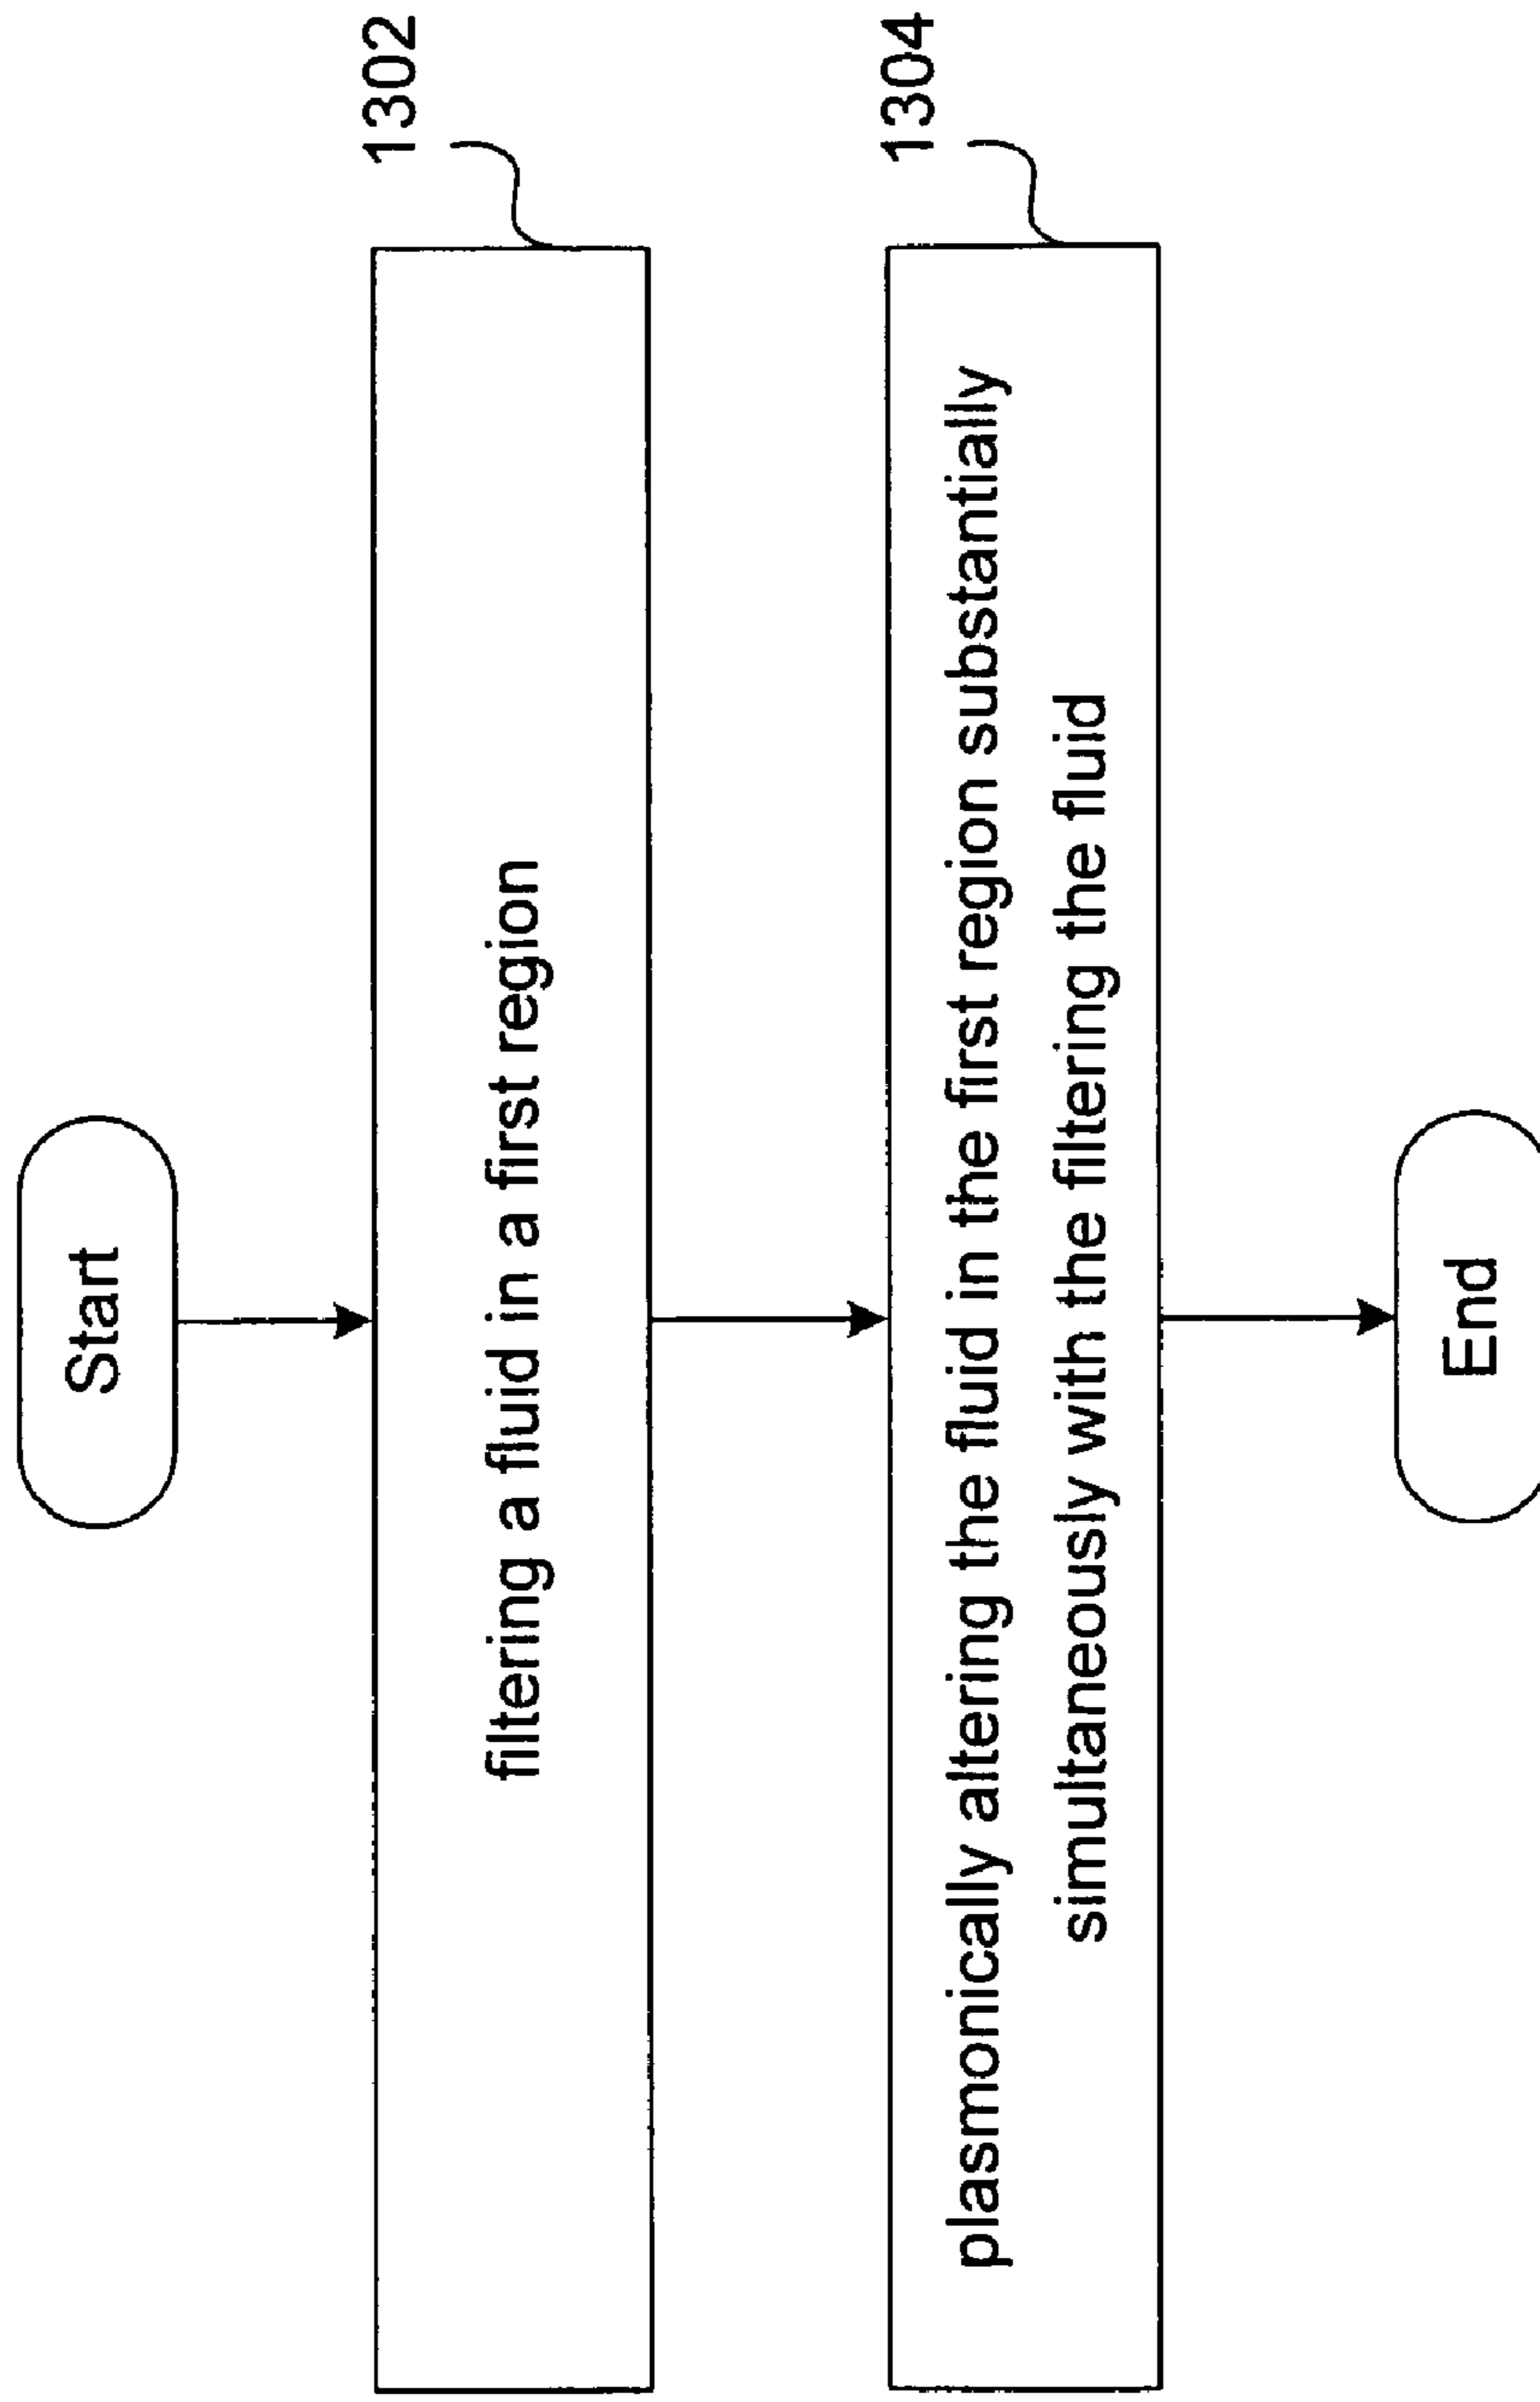 Start
1302
filtering a fluid in a first region
1304
plasmonically altering the fluid in the first region substantially
simultaneously with the filtering the fluid
End